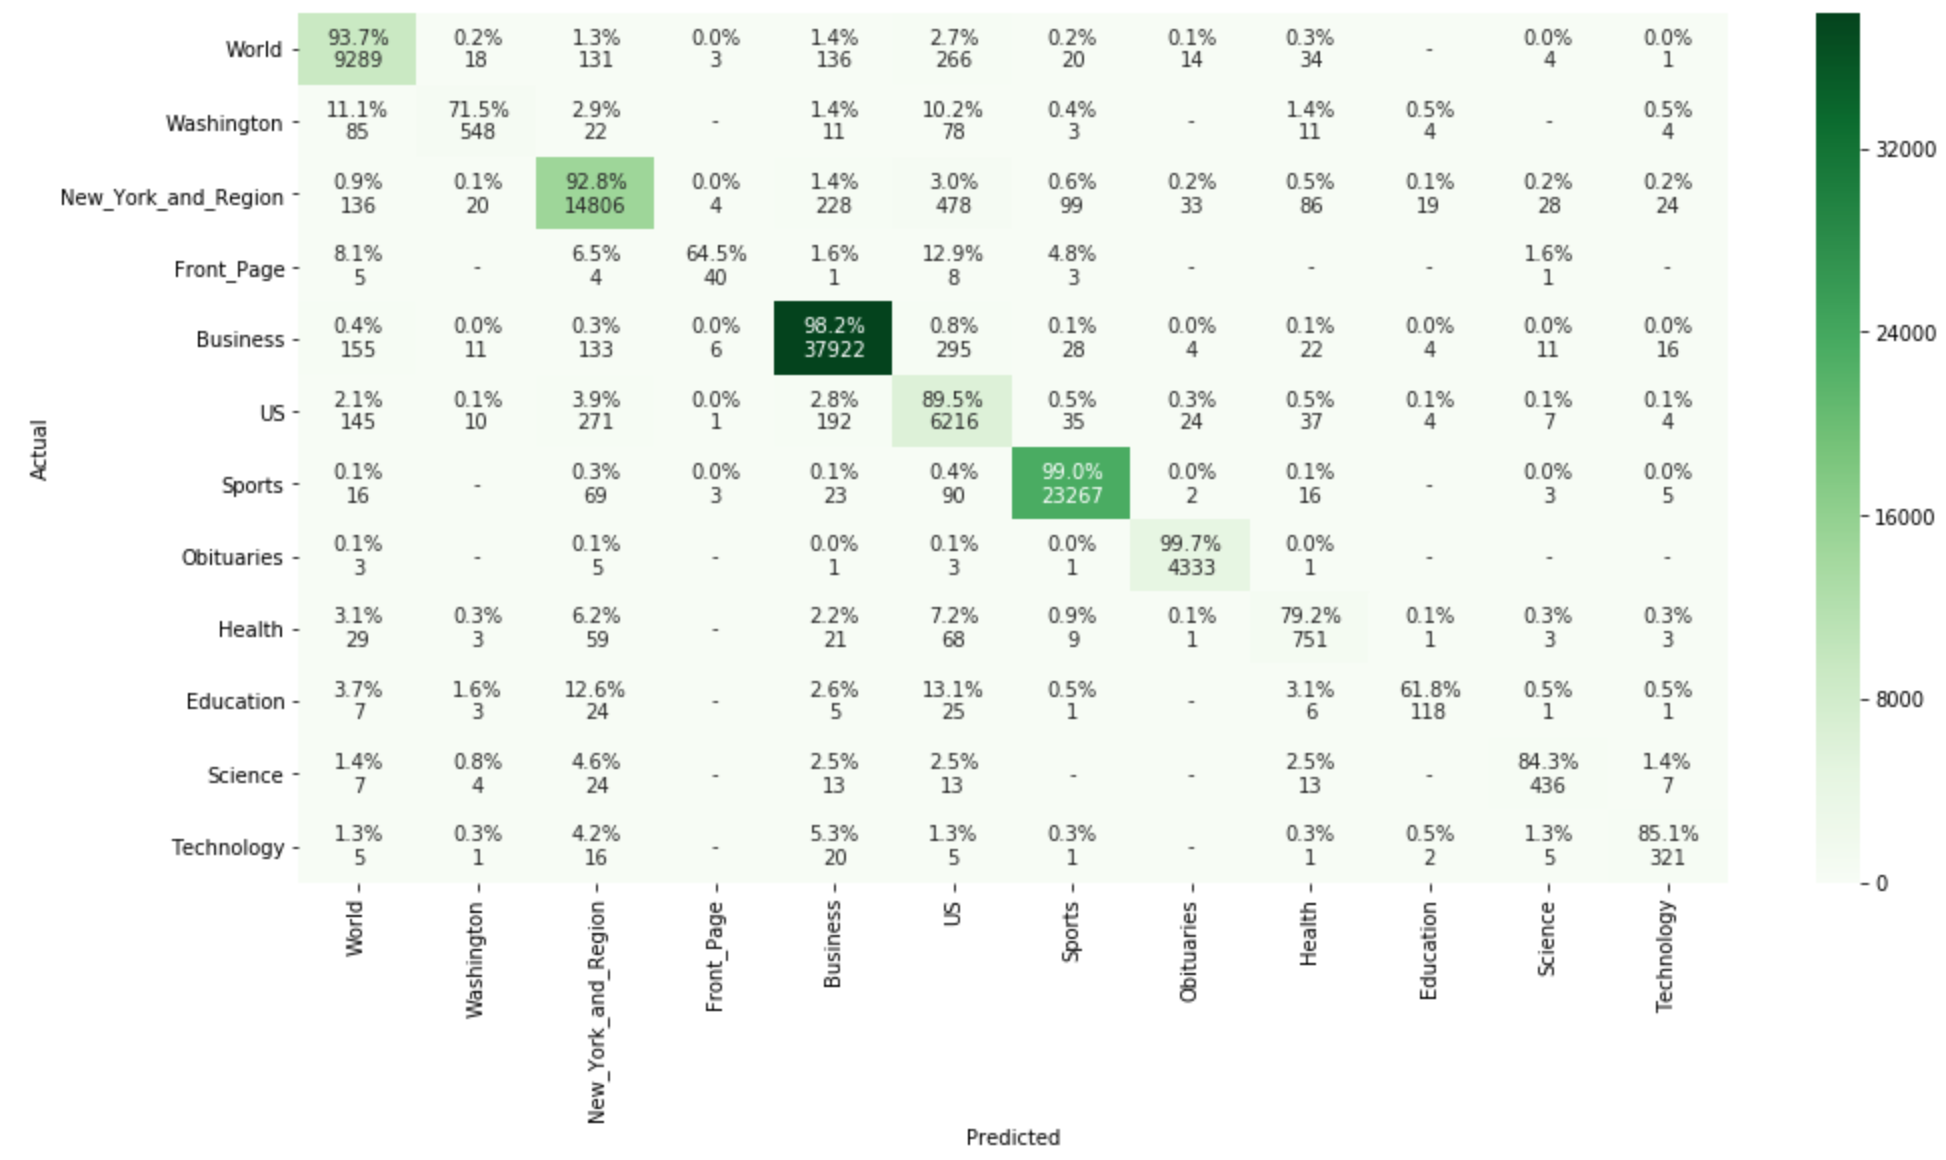 World 93.7% 0.2% 1.3% 0.0% 1.4% 2.7% 0.2% 0.1% 0.3% - 0.0% 0.0%
9289 18 131 3 136 266 20 14 34 4 1
Washington 11.1% 71.5% 2.9% - 1.4% 10.2% 0.4% - 1.4% 0.5% - 0.5%
85 548 22 11 78 3 11 4 4
New_York_and_Region 0.9% 0.1% 92.8% 0.0% 1.4% 3.0% 0.6% 0.2% 0.5% 0.1% 0.2% 0.2%
136 20 14806 4 228 478 99 33 86 19 28 24
Front_Page 8.1% - 6.5% 64.5% 1.6% 12.9% 4.8% - - - 1.6% -
5 4 40 1 8 3 1
Business 0.4% 0.0% 0.3% 0.0% 98.2% 0.8% 0.1% 0.0% 0.1% 0.0% 0.0% 0.0%
155 11 133 6 37922 295 28 4 22 4 11 16
US 2.1% 0.1% 3.9% 0.0% 2.8% 89.5% 0.5% 0.3% 0.5% 0.1% 0.1% 0.1%
145 10 271 1 192 6216 35 24 37 4 7 4
Sports 0.1% - 0.3% 0.0% 0.1% 0.4% 99.0% 0.0% 0.1% - 0.0% 0.0%
16 69 3 23 90 23267 2 16 3 5
Obituaries 0.1% - 0.1% - 0.0% 0.1% 0.0% 99.7% 0.0% - - -
3 5 1 3 1 4333 1
Health 3.1% 0.3% 6.2% - 2.2% 7.2% 0.9% 0.1% 79.2% 0.1% 0.3% 0.3%
29 3 59 21 68 9 1 751 1 3 3
Education 3.7% 1.6% 12.6% - 2.6% 13.1% 0.5% - 3.1% 61.8% 0.5% 0.5%
7 3 24 5 25 1 6 118 1 1
Science 1.4% 0.8% 4.6% - 2.5% 2.5% - - 2.5% - 84.3% 1.4%
7 4 24 13 13 13 436 7
Technology 1.3% 0.3% 4.2% - 5.3% 1.3% 0.3% - 0.3% 0.5% 1.3% 85.1%
5 1 16 20 5 1 1 2 5 321
Actual
World
Washington
New_York_and_Region
Front_Page
Business
US
Sports
Obituaries
Health
Education
Science
Technology
Predicted
32000
24000
16000
8000
0